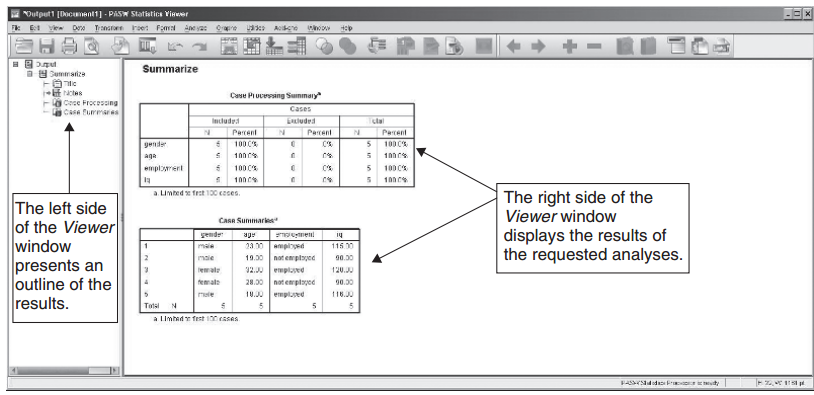 *Output1 [Document1] - PASW Statistics Viewer
File Edit View Data Transform Insert Format Analyze Graphs Utilities Add-ons Window Help
Output
Summarize
Title
Notes
Case Processing
Case Summaries
Summarize
Case Processing Summaryᵃ
Cases
Included Excluded Total
N Percent N Percent N Percent
gender 5 100.0% 0 .0% 5 100.0%
age 5 100.0% 0 .0% 5 100.0%
employment 5 100.0% 0 .0% 5 100.0%
iq 5 100.0% 0 .0% 5 100.0%
a. Limited to first 100 cases.
Case Summariesᵃ
gender age employment iq
1 male 23.00 employed 115.00
2 male 19.00 not employed 90.00
3 female 32.00 employed 120.00
4 female 28.00 not employed 90.00
5 male 18.00 employed 116.00
Total N 5 5 5 5
a. Limited to first 100 cases.
The left side
of the Viewer
window
presents an
outline of the
results.
The right side of the
Viewer window
displays the results of
the requested analyses.
PASW Statistics Processor is ready